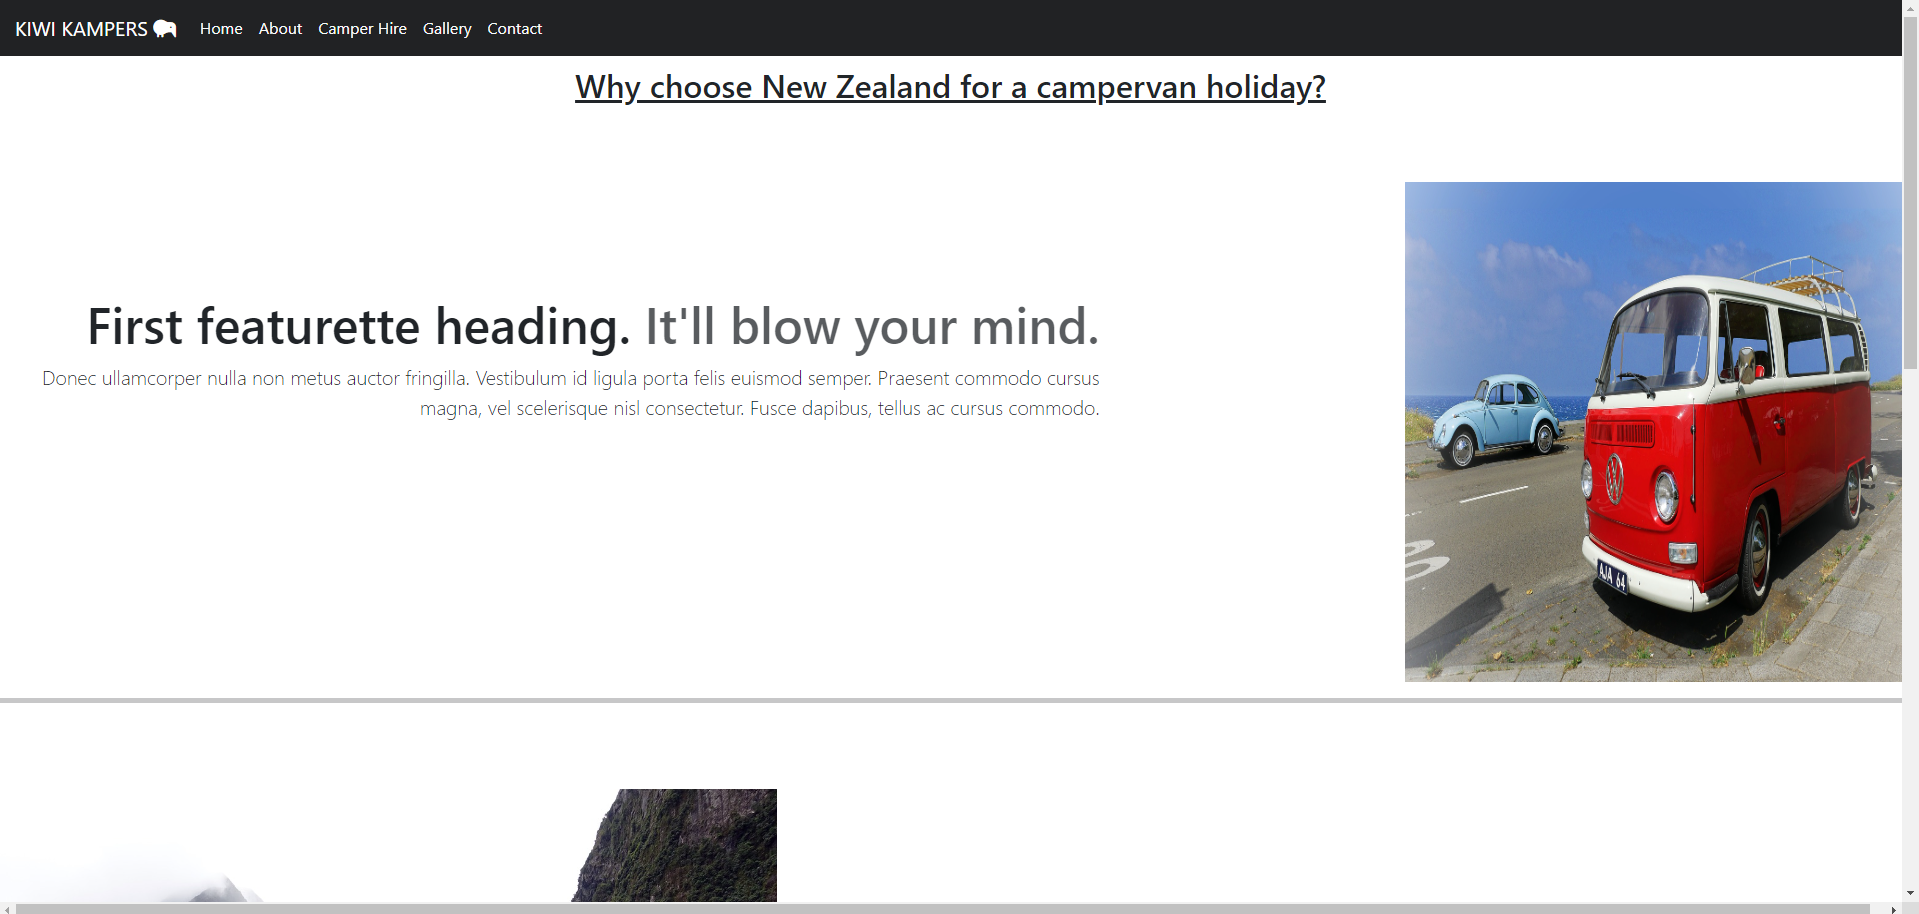 KIWI KAMPERS Home About Camper Hire Gallery Contact
Why choose New Zealand for a campervan holiday?
First featurette heading. It'll blow your mind.
Donec ullamcorper nulla non metus auctor fringilla. Vestibulum id ligula porta felis euismod semper. Praesent commodo cursus
magna, vel scelerisque nisl consectetur. Fusce dapibus, tellus ac cursus commodo.
AJA 64